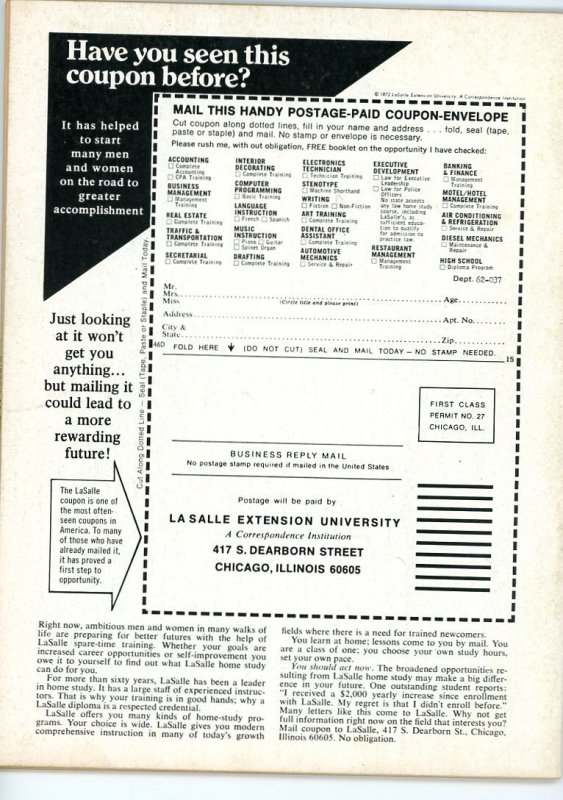 Have you seen this
coupon before?
It has helped
to start
many men
and women
on the road to
greater
accomplishment
Just looking
at it won't
get you
anything...
but mailing it
could lead to
a more
rewarding
future!
The LaSalle
coupon is one of
the most often-
seen coupons in
America. To many
of those who have
already mailed it,
it has proved a
first step to
opportunity.
© 1972 LaSalle Extension University. A Correspondence Institution
Cut Along Dotted Line — Seal (Tape, Paste or Staple) and Mail Today.
MAIL THIS HANDY POSTAGE-PAID COUPON-ENVELOPE
Cut coupon along dotted lines, fill in your name and address . . . fold, seal (tape,
paste or staple) and mail. No stamp or envelope is necessary.
Please rush me, with out obligation, FREE booklet on the opportunity I have checked:
ACCOUNTING
☐ Complete
Accounting
☐ CPA Training
BUSINESS
MANAGEMENT
☐ Management
Training
REAL ESTATE
☐ Complete Training
TRAFFIC &
TRANSPORTATION
☐ Complete Training
SECRETARIAL
☐ Complete Training
INTERIOR
DECORATING
☐ Complete Training
COMPUTER
PROGRAMMING
☐ Basic Training
LANGUAGE
INSTRUCTION
☐ French ☐ Spanish
MUSIC
INSTRUCTION
☐ Piano ☐ Guitar
☐ Spinet Organ
DRAFTING
☐ Complete Training
ELECTRONICS
TECHNICIAN
☐ Technician Training
STENOTYPE
☐ Machine Shorthand
WRITING
☐ Fiction ☐ Non-Fiction
ART TRAINING
☐ Complete Training
DENTAL OFFICE
ASSISTANT
☐ Complete Training
AUTOMOTIVE
MECHANICS
☐ Service & Repair
EXECUTIVE
DEVELOPMENT
☐ Law for Executive
Leadership
☐ Law for Police
Officers
No state accepts
any law home study
course, including
LaSalle's, as
sufficient educa-
tion to qualify
for admission to
practice law.
RESTAURANT
MANAGEMENT
☐ Management
Training
BANKING
& FINANCE
☐ Management
Training
MOTEL/HOTEL
MANAGEMENT
☐ Complete Training
AIR CONDITIONING
& REFRIGERATION
☐ Service & Repair
DIESEL MECHANICS
☐ Maintenance &
Repair
HIGH SCHOOL
☐ Diploma Program
Dept. 62-037
Mr.
Mrs.
Miss Age
(Circle title and please print)
Address Apt. No.
City &
State Zip
46D FOLD HERE ↓ (DO NOT CUT) SEAL AND MAIL TODAY — NO STAMP NEEDED. 15
FIRST CLASS
PERMIT NO. 27
CHICAGO, ILL.
BUSINESS REPLY MAIL
No postage stamp required if mailed in the United States
Postage will be paid by
LA SALLE EXTENSION UNIVERSITY
A Correspondence Institution
417 S. DEARBORN STREET
CHICAGO, ILLINOIS 60605
Right now, ambitious men and women in many walks of
life are preparing for better futures with the help of
LaSalle spare-time training. Whether your goals are
increased career opportunities or self-improvement you
owe it to yourself to find out what LaSalle home study
can do for you.
For more than sixty years, LaSalle has been a leader
in home study. It has a large staff of experienced instruc-
tors. That is why your training is in good hands; why a
LaSalle diploma is a respected credential.
LaSalle offers you many kinds of home-study pro-
grams. Your choice is wide. LaSalle gives you modern
comprehensive instruction in many of today's growth
fields where there is a need for trained newcomers.
You learn at home; lessons come to you by mail. You
are a class of one; you choose your own study hours,
set your own pace.
You should act now. The broadened opportunities re-
sulting from LaSalle home study may make a big differ-
ence in your future. One outstanding student reports:
"I received a $2,000 yearly increase since enrollment
with LaSalle. My regret is that I didn't enroll before."
Many letters like this come to LaSalle. Why not get
full information right now on the field that interests you?
Mail coupon to LaSalle, 417 S. Dearborn St., Chicago,
Illinois 60605. No obligation.